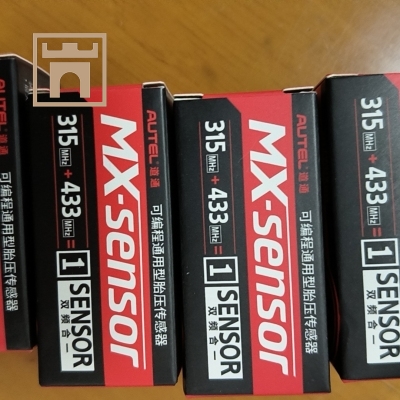 AUTEL 道通
MX-sensor
可编程通用型胎压传感器
315 MHz + 433 MHz = 1 SENSOR
双频合一
AUTEL 道通
MX-sensor
可编程通用型胎压传感器
315 MHz + 433 MHz = 1 SENSOR
双频合一
315 MHz + 433 MHz = 1 SENSOR
双频合一